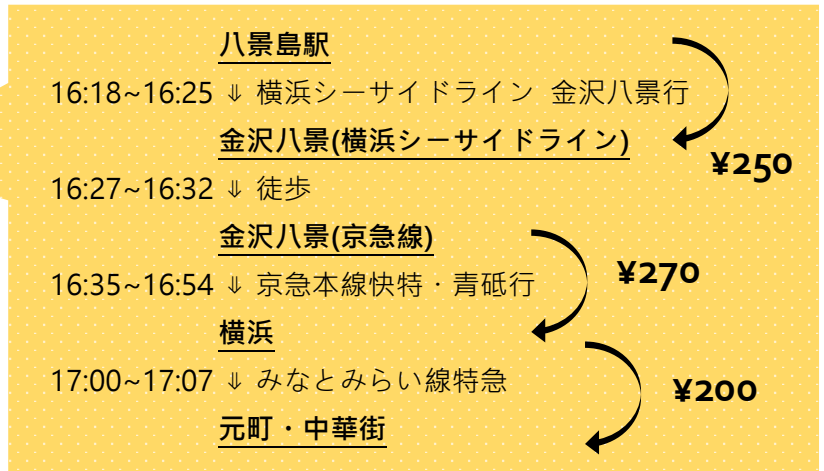 八景島駅
16:18~16:25 ⇓ 横浜シーサイドライン 金沢八景行
金沢八景(横浜シーサイドライン)
¥250
16:27~16:32 ⇓ 徒歩
金沢八景(京急線)
16:35~16:54 ⇓ 京急本線快特・青砥行
¥270
横浜
17:00~17:07 ⇓ みなとみらい線特急
¥200
元町・中華街